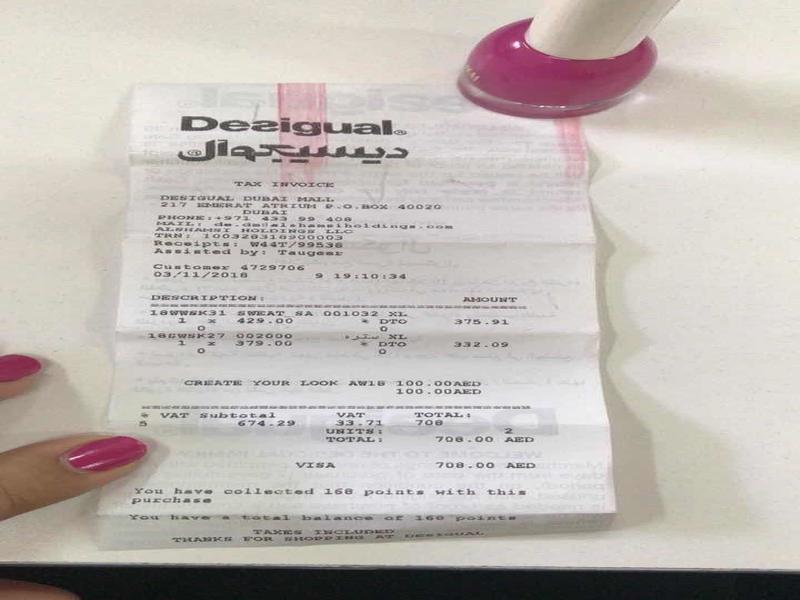 Desigual®
ديسيجوال®
TAX INVOICE
DESIGUAL DUBAI MALL
217 EMERAT ATRIUM P.O.BOX 40020
DUBAI
PHONE:+971 433 99 408
MAIL: de.dm@alshamsiholdings.com
ALSHAMSI HOLDINGS LLC
TRN: 100328318900003
Receipts: W44T/99536
Assisted by: Taugeer
Customer 4729706
03/11/2018 9 19:10:34
DESCRIPTION: AMOUNT
18WWSK31 SWEAT SA 001032 XL
1 x 429.00 * DTO 375.91
0 0
18SWSK27 002000 سترة XL
1 x 379.00 * DTO 332.09
0 0
CREATE YOUR LOOK AW18 100.00AED
100.00AED
% VAT Subtotal VAT TOTAL:
5 674.29 33.71 708
UNITS: 2
TOTAL: 708.00 AED
VISA 708.00 AED
You have collected 168 points with this
purchase
You have a total balance of 168 points
TAXES INCLUDED
THANKS FOR SHOPPING AT DESIGUAL